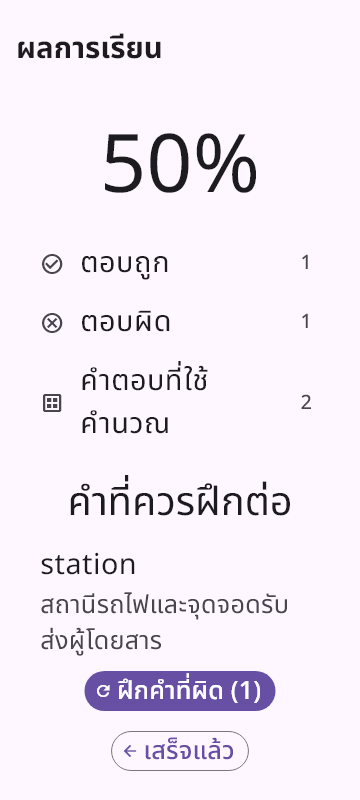 ผลการเรียน
50%
ตอบถูก 1
ตอบผิด 1
คำตอบที่ใช้
คำนวณ 2
คำที่ควรฝึกต่อ
station
สถานีรถไฟและจุดจอดรับ
ส่งผู้โดยสาร
ฝึกคำที่ผิด (1)
เสร็จแล้ว